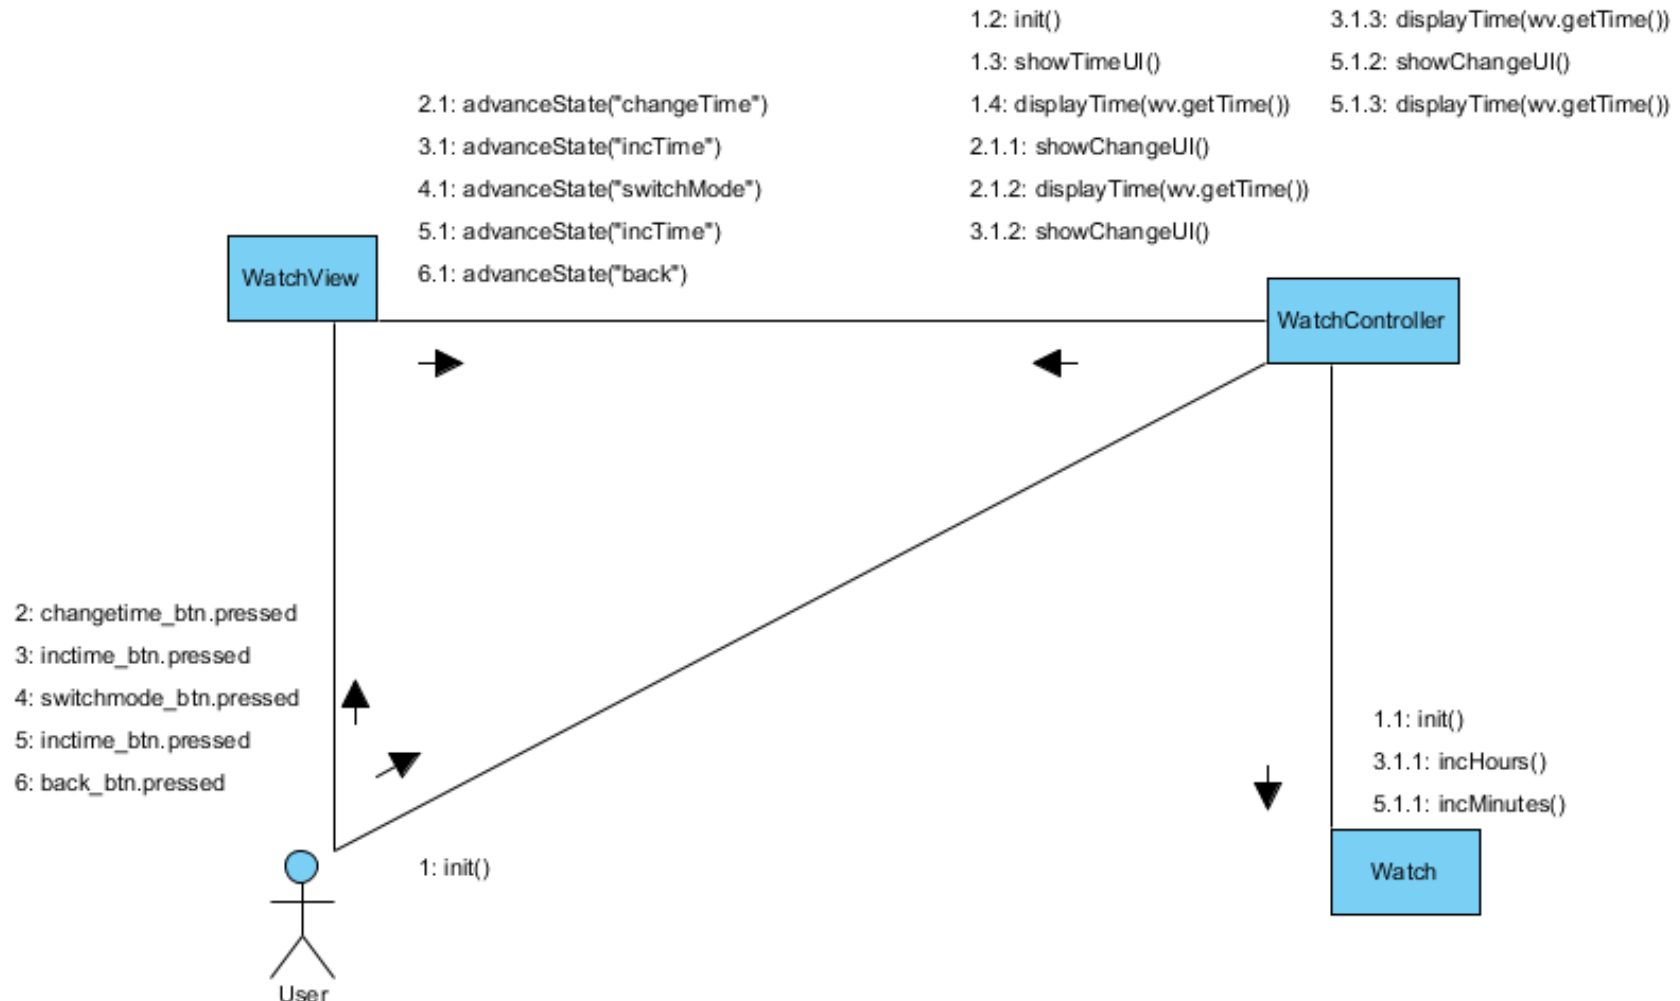 1.2: init()
1.3: showTimeUI()
1.4: displayTime(wv.getTime())
2.1.1: showChangeUI()
2.1.2: displayTime(wv.getTime())
3.1.2: showChangeUI()
3.1.3: displayTime(wv.getTime())
5.1.2: showChangeUI()
5.1.3: displayTime(wv.getTime())
2.1: advanceState("changeTime")
3.1: advanceState("incTime")
4.1: advanceState("switchMode")
5.1: advanceState("incTime")
6.1: advanceState("back")
WatchView
WatchController
2: changetime_btn.pressed
3: inctime_btn.pressed
4: switchmode_btn.pressed
5: inctime_btn.pressed
6: back_btn.pressed
1.1: init()
3.1.1: incHours()
5.1.1: incMinutes()
1: init()
Watch
User